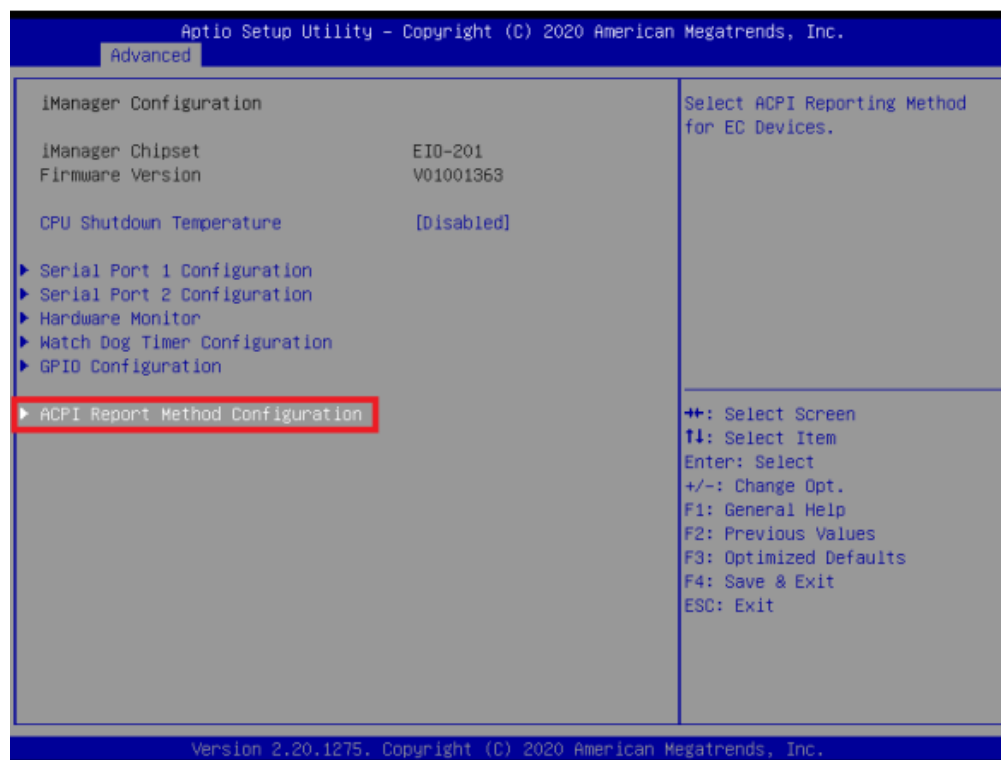 Aptio Setup Utility – Copyright (C) 2020 American Megatrends, Inc.
Advanced
iManager Configuration
iManager Chipset EIO-201
Firmware Version V01001363
CPU Shutdown Temperature [Disabled]
Serial Port 1 Configuration
Serial Port 2 Configuration
Hardware Monitor
Watch Dog Timer Configuration
GPIO Configuration
ACPI Report Method Configuration
Select ACPI Reporting Method
for EC Devices.
→←: Select Screen
↑↓: Select Item
Enter: Select
+/-: Change Opt.
F1: General Help
F2: Previous Values
F3: Optimized Defaults
F4: Save & Exit
ESC: Exit
Version 2.20.1275. Copyright (C) 2020 American Megatrends, Inc.